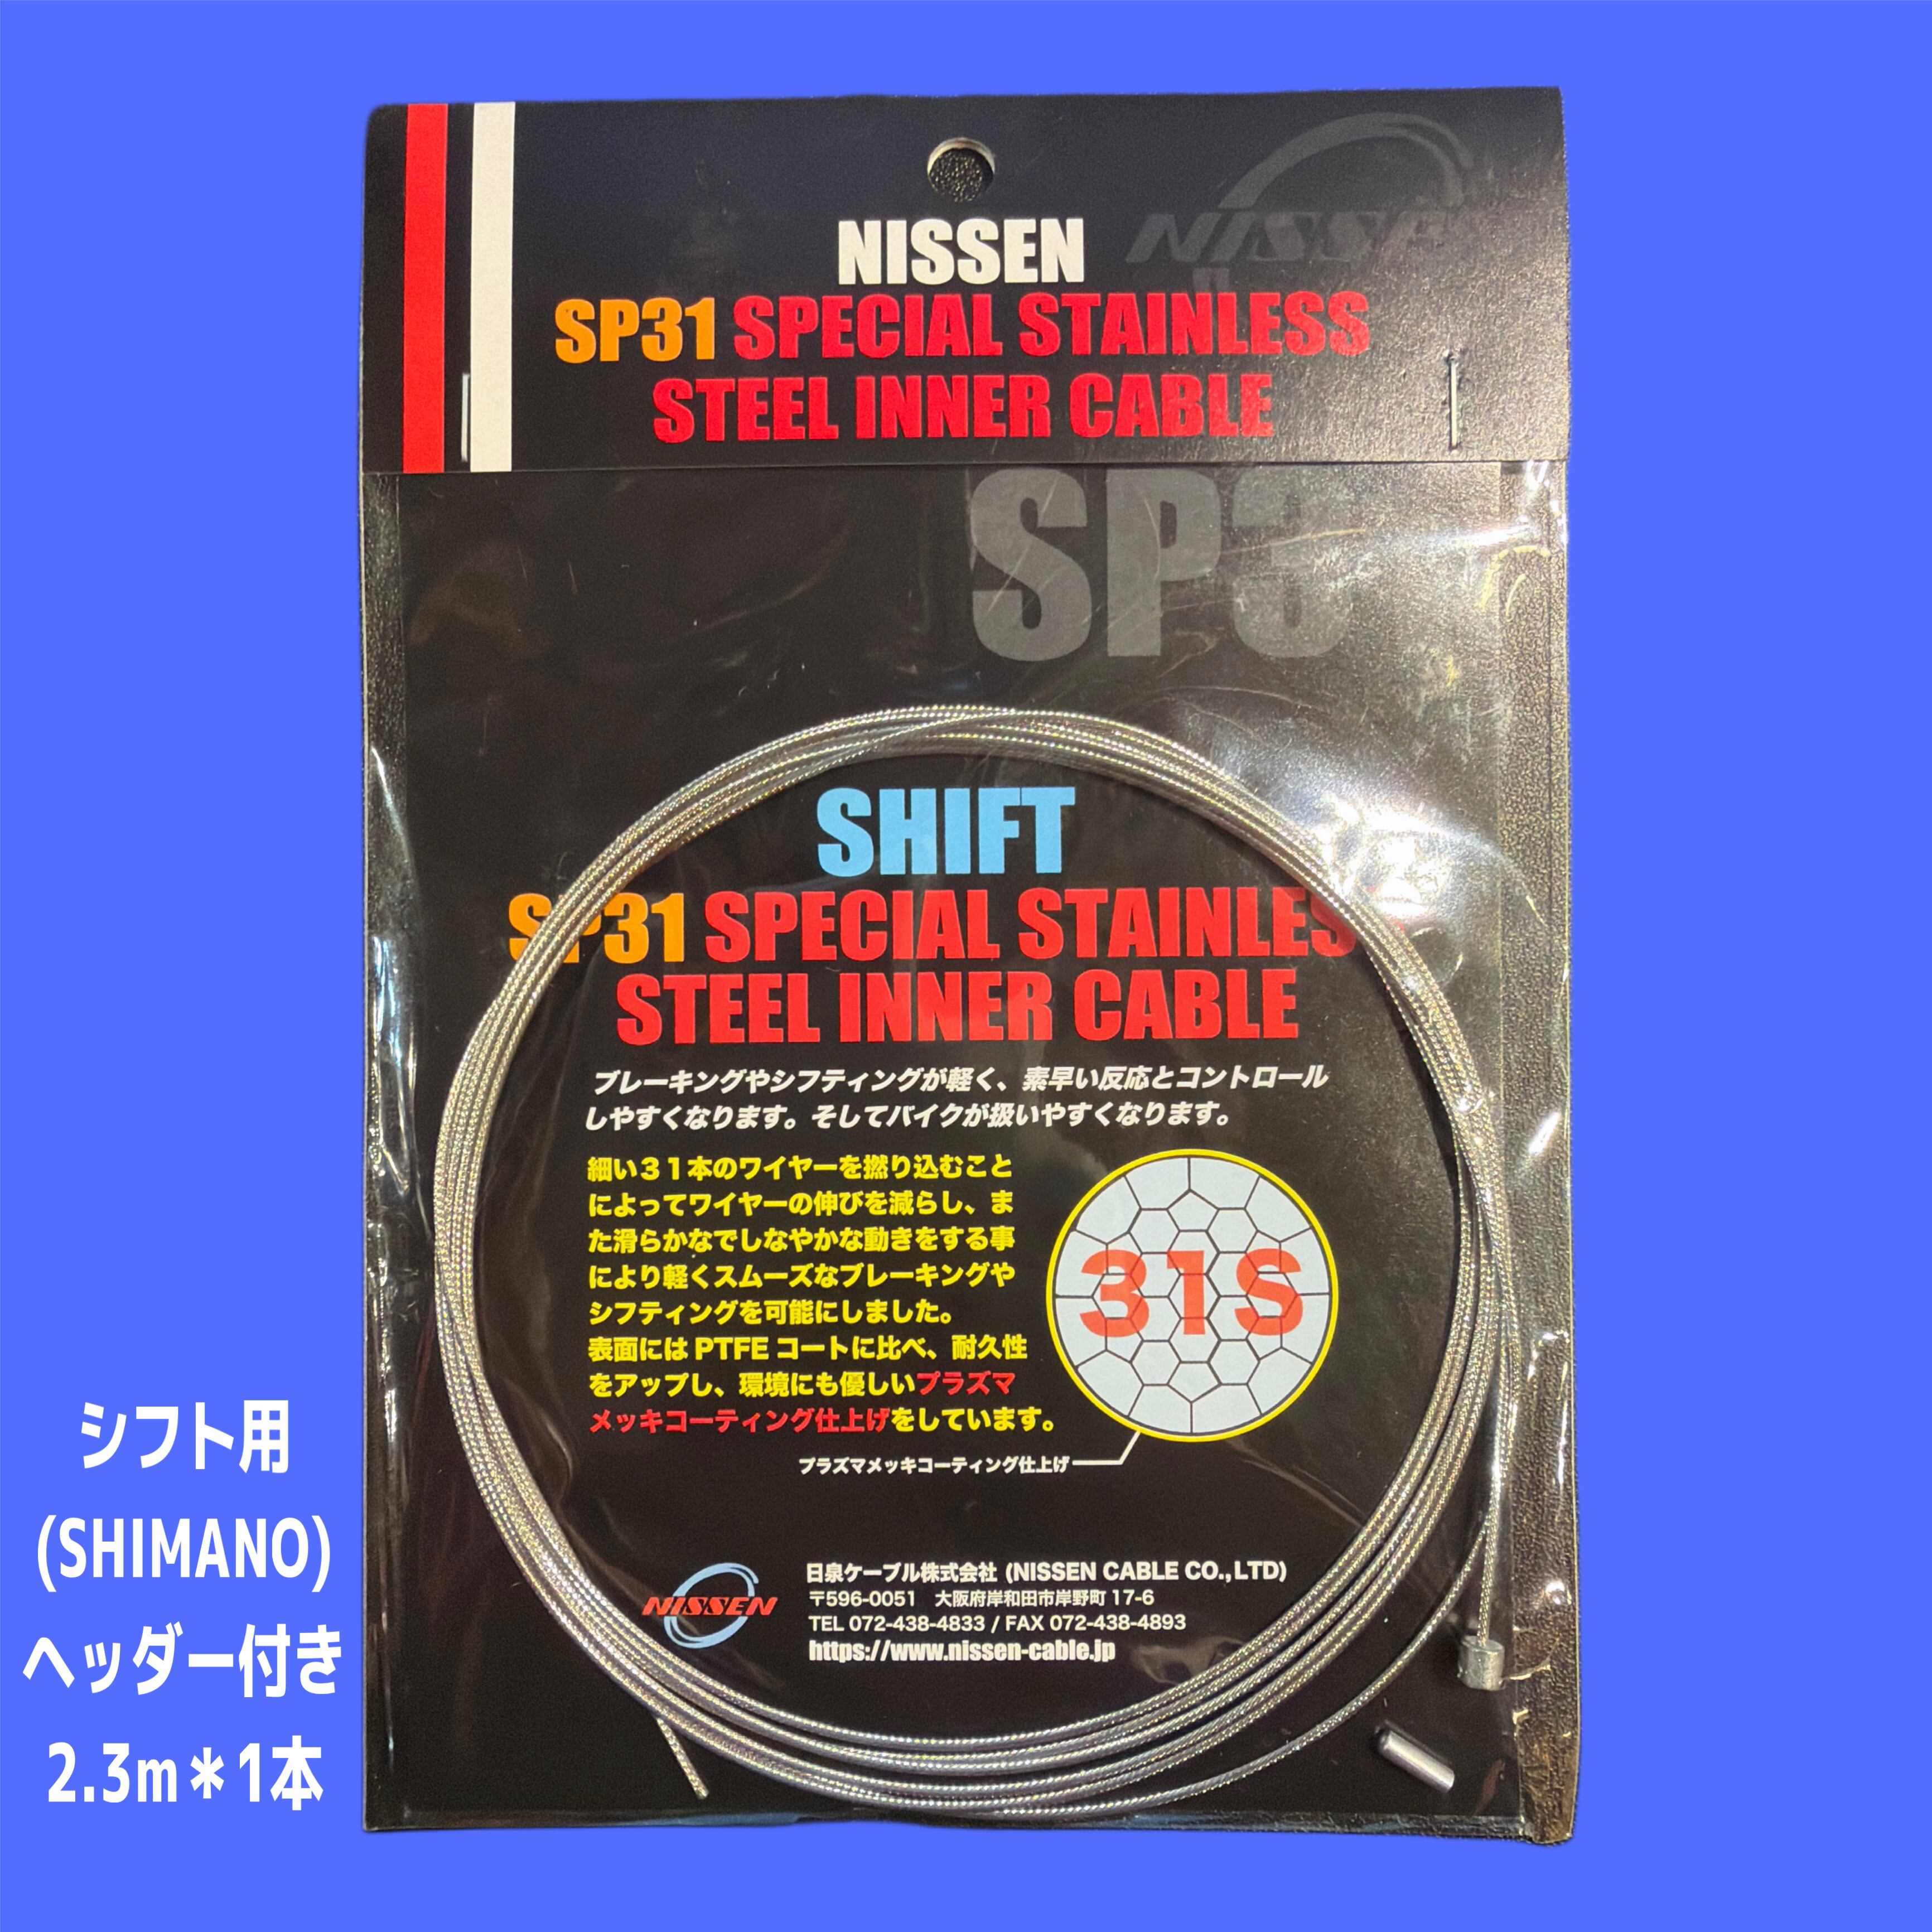 NISSEN
NISSEN
SP31 SPECIAL STAINLESS
STEEL INNER CABLE
SP3
SHIFT
SP31 SPECIAL STAINLES
STEEL INNER CABLE
ブレーキングやシフティングが軽く、素早い反応とコントロール
しやすくなります。そしてバイクが扱いやすくなります。
細い31本のワイヤーを撚り込むこと
によってワイヤーの伸びを減らし、ま
た滑らかなでしなやかな動きをする事
により軽くスムーズなブレーキングや
シフティングを可能にしました。
表面にはPTFEコートに比べ、耐久性
をアップし、環境にも優しいプラズマ
メッキコーティング仕上げをしています。
31S
プラズマメッキコーティング仕上げ
NISSEN
日泉ケーブル株式会社 (NISSEN CABLE CO.,LTD)
〒596-0051 大阪府岸和田市岸野町17-6
TEL 072-438-4833 / FAX 072-438-4893
https://www.nissen-cable.jp
シフト用
(SHIMANO)
ヘッダー付き
2.3m＊1本